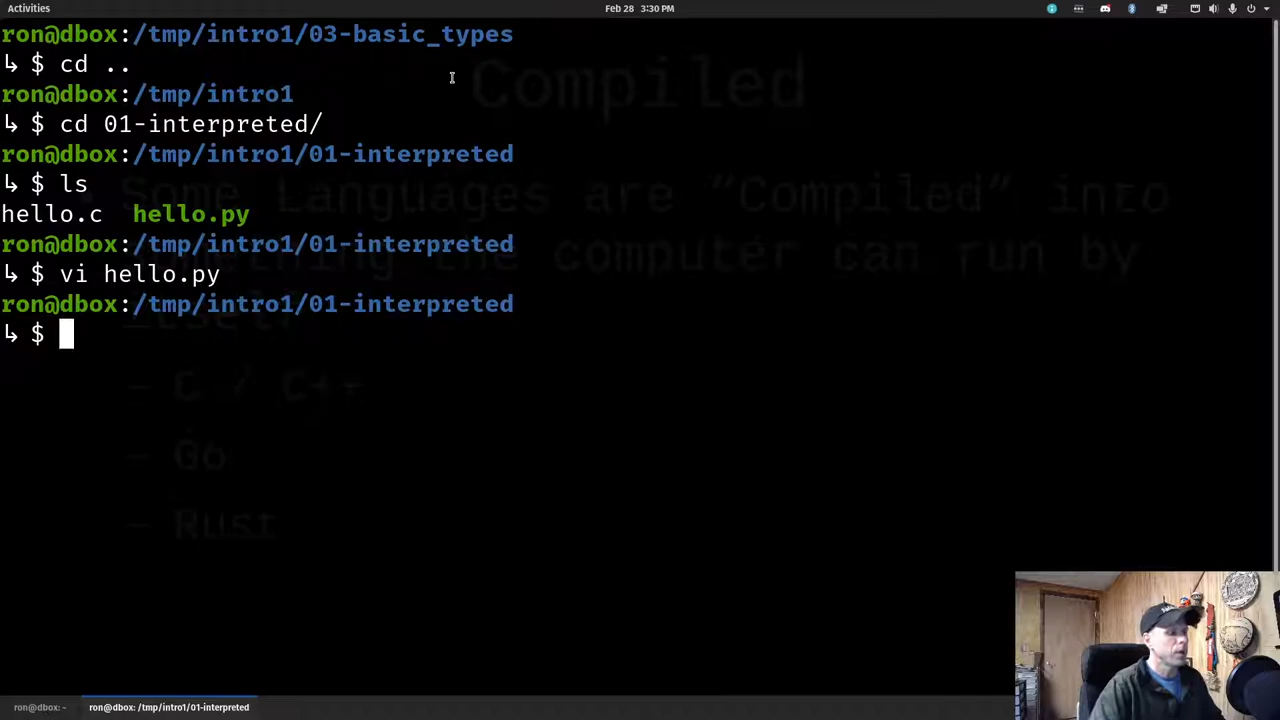 Activities
Feb 28 3:30 PM
ron@dbox:/tmp/intro1/03-basic_types
↳ $ cd ..
ron@dbox:/tmp/intro1
↳ $ cd 01-interpreted/
ron@dbox:/tmp/intro1/01-interpreted
↳ $ ls
hello.c hello.py
ron@dbox:/tmp/intro1/01-interpreted
↳ $ vi hello.py
ron@dbox:/tmp/intro1/01-interpreted
↳ $
Compiled
Some Languages are “Compiled” into
something the computer can run by
itself
– C / C++
– Go
– Rust
ron@dbox: ~
ron@dbox: /tmp/intro1/01-interpreted